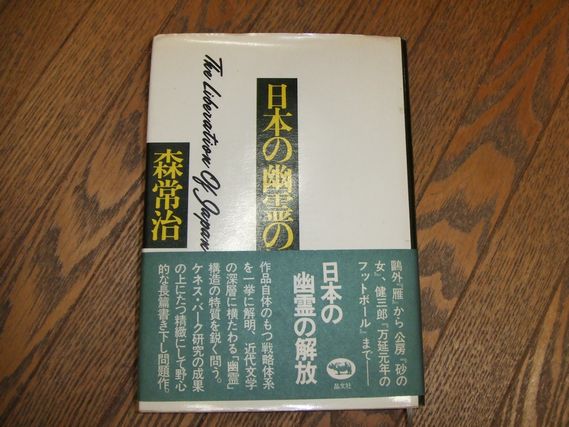 日本の幽霊の
The Liberation Of Japan
森常治
鷗外『雁』から公房『砂の
女』、健三郎『万延元年の
フットボール』まで──
日本の
幽霊の解放
晶文社
作品自体のもつ戦略体系
を一挙に解明、近代文学
の深層に横たわる「幽霊」
構造の特質を鋭く問う。
ケネス・バーク研究の成果
の上にたつ精緻にして野心
的な長篇書き下し問題作。